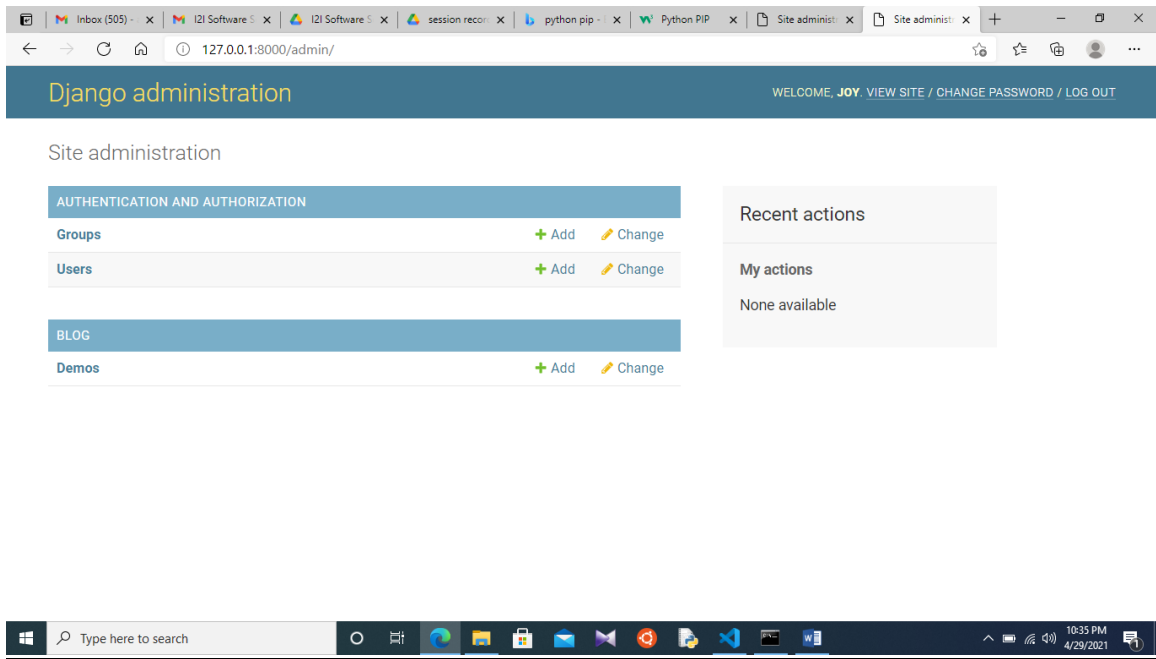 Inbox (505) - 
I2I Software S
I2I Software S
session record
python pip - 
Python PIP
Site administ
Site administ
127.0.0.1:8000/admin/
Django administration
WELCOME, JOY. VIEW SITE / CHANGE PASSWORD / LOG OUT
Site administration
AUTHENTICATION AND AUTHORIZATION
Groups + Add Change
Users + Add Change
BLOG
Demos + Add Change
Recent actions
My actions
None available
Type here to search
10:35 PM
4/29/2021
1